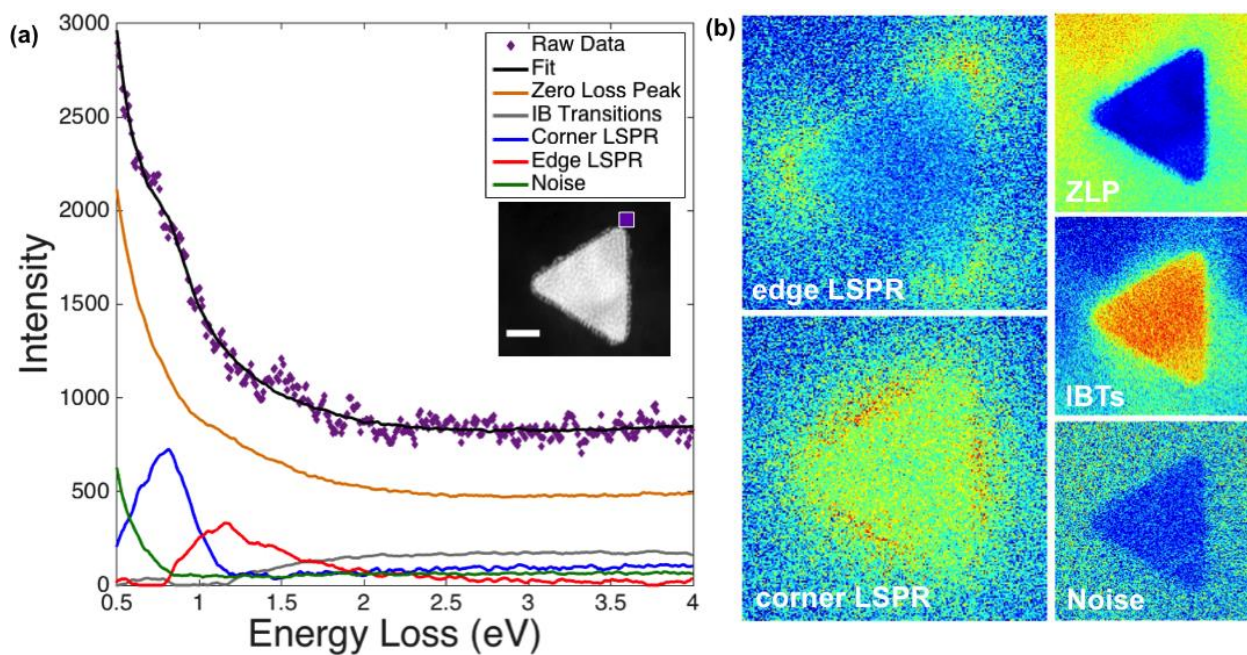 (a)
3000
2500
2000
1500
1000
500
0
Intensity
Raw Data
Fit
Zero Loss Peak
IB Transitions
Corner LSPR
Edge LSPR
Noise
0.5 1 1.5 2 2.5 3 3.5 4
Energy Loss (eV)
(b)
edge LSPR
corner LSPR
ZLP
IBTs
Noise